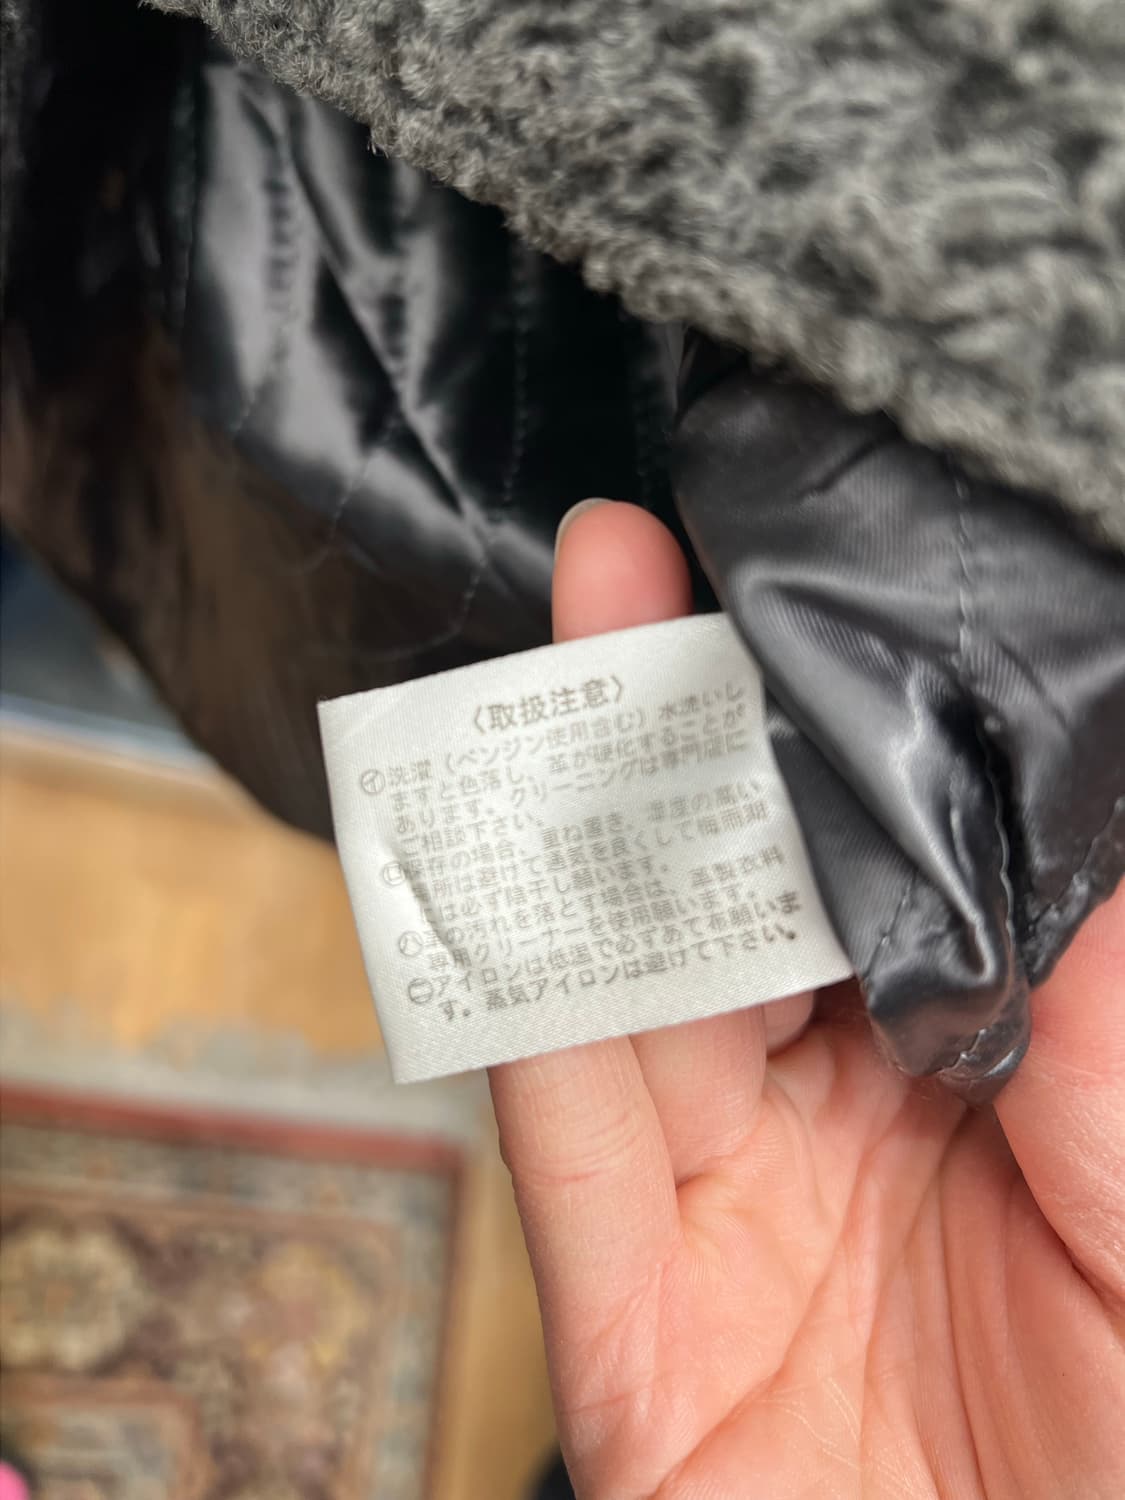 〈取扱注意〉
㋑洗濯（ベンジン使用含む）水洗いし
ますと色落し、革が硬化することが
あります。クリーニングは専門店に
ご相談下さい。
㋺保存の場合、重ね置き、湿度の高い
場所は避けて通気を良くして梅雨期
には必ず陰干し願います。
㋩革の汚れを落とす場合は、革製衣料
専用クリーナーを使用願います。
㋥アイロンは低温で必ずあて布願いま
す。蒸気アイロンは避けて下さい。